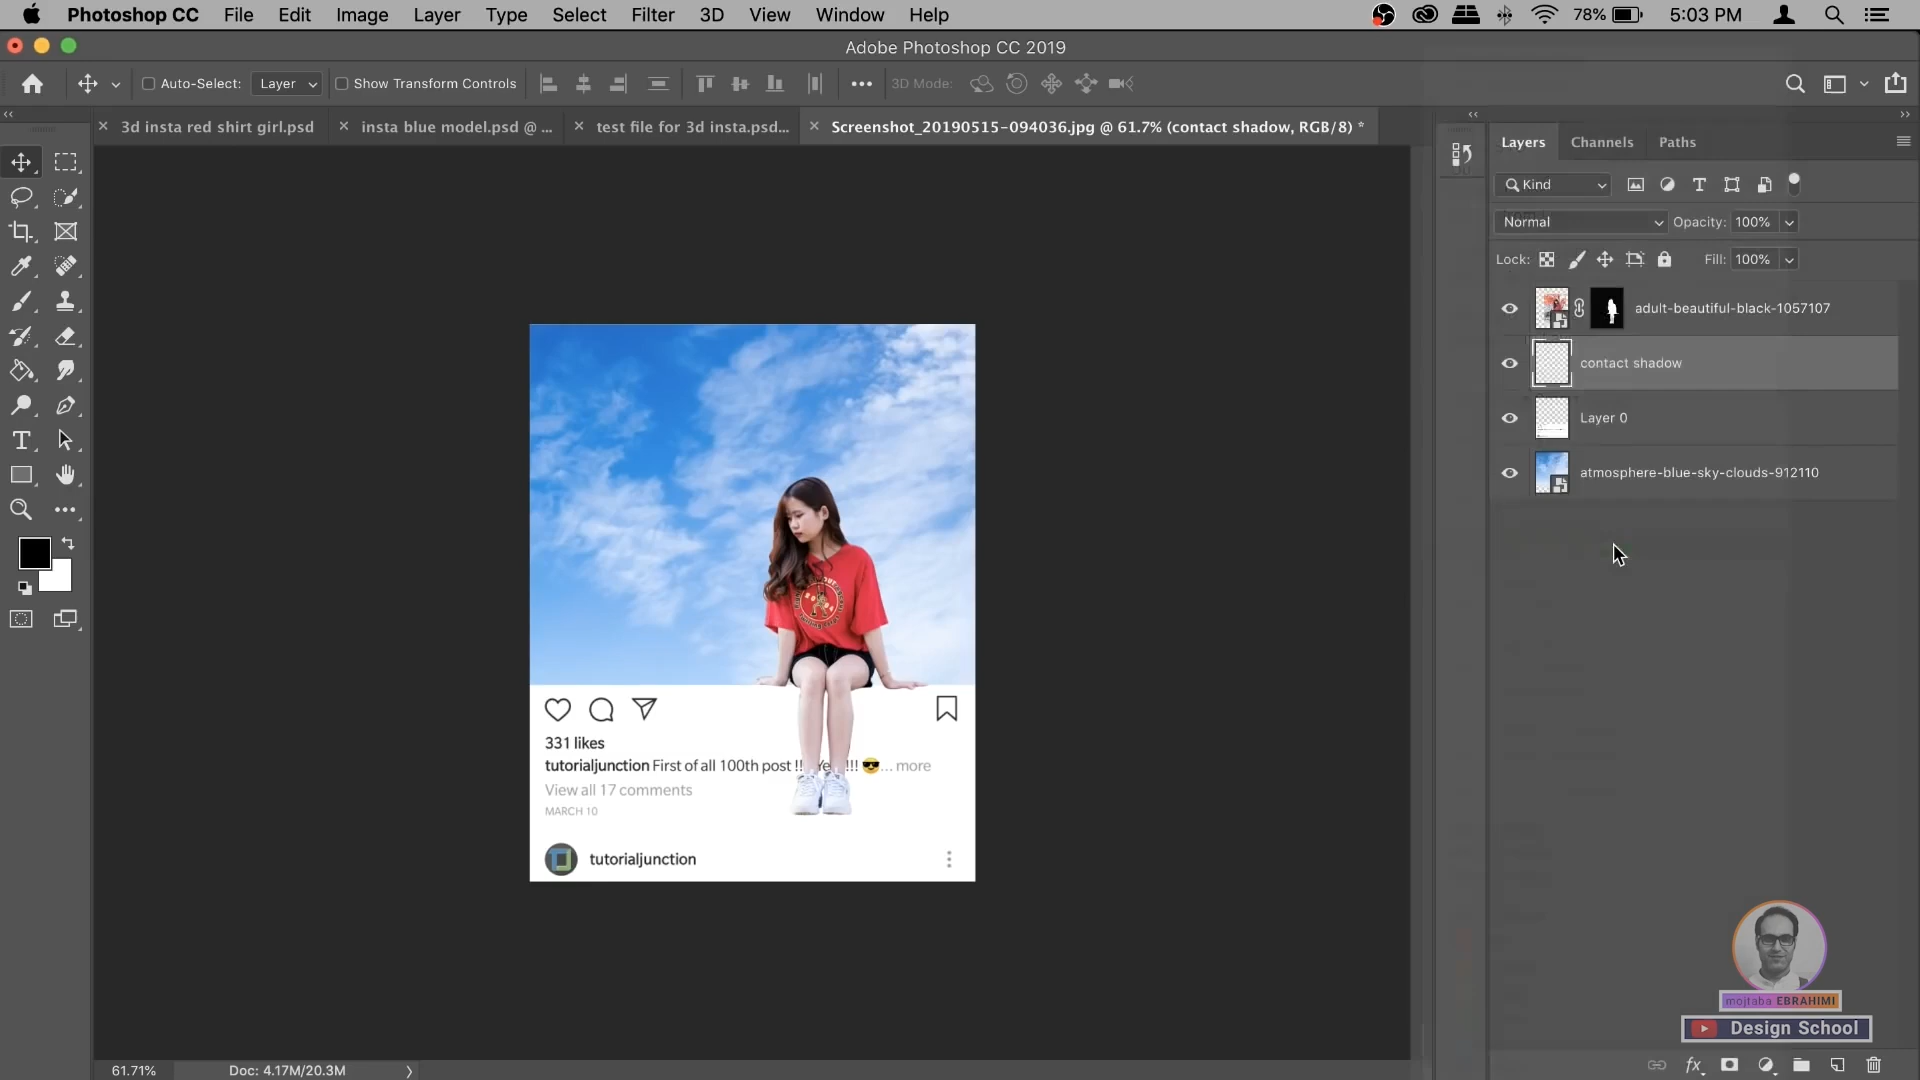 Photoshop CC File Edit Image Layer Type Select Filter 3D View Window Help 78% 5:03 PM
Adobe Photoshop CC 2019
Auto-Select: Layer Show Transform Controls 3D Mode:
3d insta red shirt girl.psd insta blue model.psd @ ... test file for 3d insta.psd... Screenshot_20190515-094036.jpg @ 61.7% (contact shadow, RGB/8) *
Layers Channels Paths
Kind
Normal Opacity: 100%
Lock: Fill: 100%
adult-beautiful-black-1057107
contact shadow
Layer 0
atmosphere-blue-sky-clouds-912110
331 likes
tutorialjunction First of all 100th post !! Ye !!! 😎... more
View all 17 comments
MARCH 10
tutorialjunction
mojtaba EBRAHIMI
Design School
61.71% Doc: 4.17M/20.3M